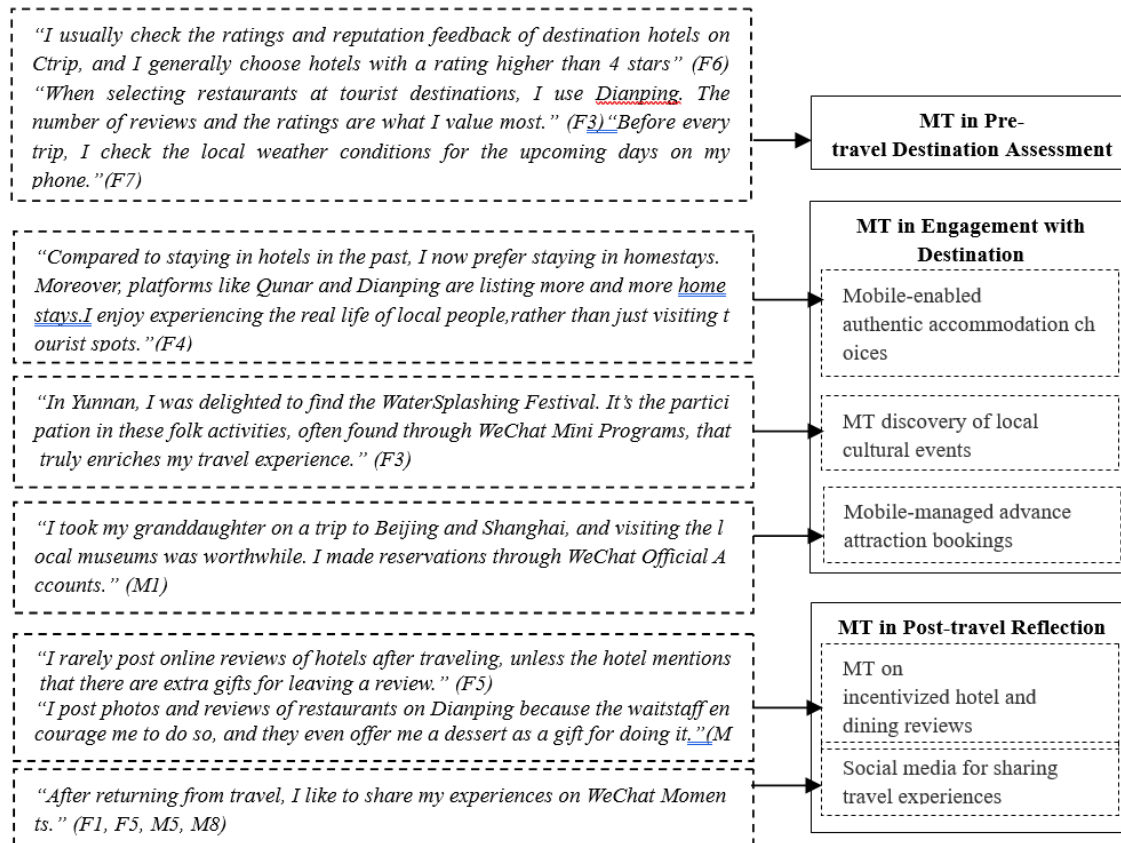 “I usually check the ratings and reputation feedback of destination hotels on
Ctrip, and I generally choose hotels with a rating higher than 4 stars” (F6)
“When selecting restaurants at tourist destinations, I use Dianping. The
number of reviews and the ratings are what I value most.” (F3)“Before every
trip, I check the local weather conditions for the upcoming days on my
phone.”(F7)
MT in Pre-
travel Destination Assessment
“Compared to staying in hotels in the past, I now prefer staying in homestays.
Moreover, platforms like Qunar and Dianping are listing more and more home
stays.I enjoy experiencing the real life of local people,rather than just visiting t
ourist spots.”(F4)
MT in Engagement with
Destination
Mobile-enabled
authentic accommodation ch
oices
“In Yunnan, I was delighted to find the WaterSplashing Festival. It’s the partici
pation in these folk activities, often found through WeChat Mini Programs, that
truly enriches my travel experience.” (F3)
MT discovery of local
cultural events
“I took my granddaughter on a trip to Beijing and Shanghai, and visiting the l
ocal museums was worthwhile. I made reservations through WeChat Official A
ccounts.” (M1)
Mobile-managed advance
attraction bookings
“I rarely post online reviews of hotels after traveling, unless the hotel mentions
that there are extra gifts for leaving a review.” (F5)
“I post photos and reviews of restaurants on Dianping because the waitstaff en
courage me to do so, and they even offer me a dessert as a gift for doing it.”(M
MT in Post-travel Reflection
MT on
incentivized hotel and
dining reviews
“After returning from travel, I like to share my experiences on WeChat Momen
ts.” (F1, F5, M5, M8)
Social media for sharing
travel experiences